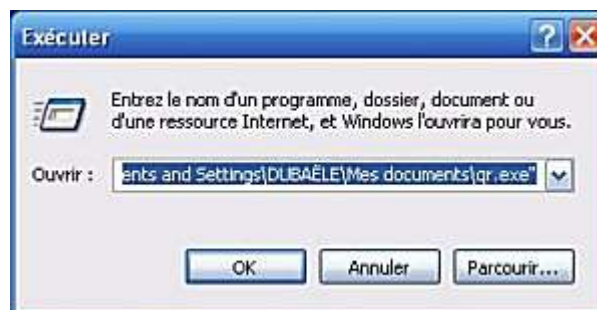 Exécuter
Entrez le nom d'un programme, dossier, document ou
d'une ressource Internet, et Windows l'ouvrira pour vous.
Ouvrir : ents and Settings\DUBAËLE\Mes documents\qr.exe"
OK Annuler Parcourir...